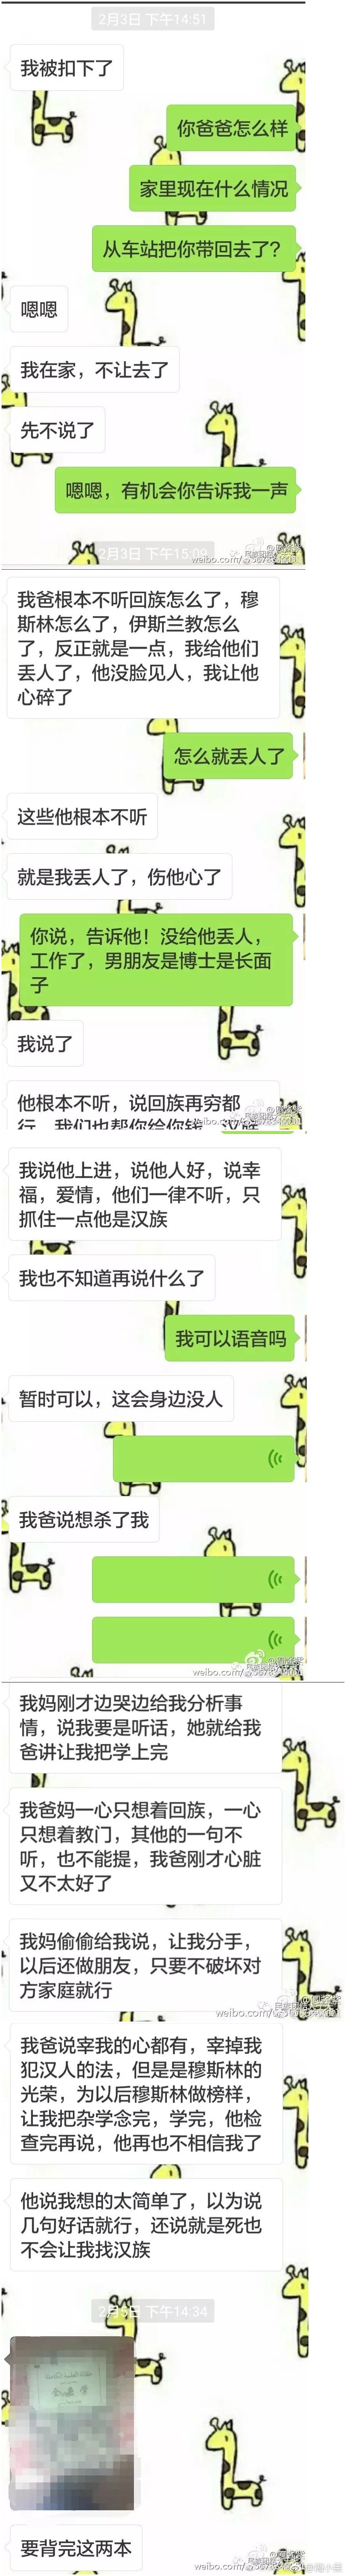 2月3日 下午14:51
我被扣下了
你爸爸怎么样
家里现在什么情况
从车站把你带回去了？
嗯嗯
我在家，不让去了
先不说了
嗯嗯，有机会你告诉我一声
2月3日 下午15:09
weibo.com/
我爸根本不听回族怎么了，穆
斯林怎么了，伊斯兰教怎么
了，反正就是一点，我给他们
丢人了，他没脸见人，我让他
心碎了
怎么就丢人了
这些他根本不听
就是我丢人了，伤他心了
你说，告诉他！没给他丢人，
工作了，男朋友是博士是长面
子
我说了
他根本不听，说回族再穷都
行，我们也帮你给你钱，汉族
weibo.com/
我说他上进，说他人好，说幸
福，爱情，他们一律不听，只
抓住一点他是汉族
我也不知道再说什么了
我可以语音吗
暂时可以，这会身边没人
我爸说想杀了我
weibo.com/
我妈刚才边哭边给我分析事
情，说我要是听话，她就给我
爸讲让我把学上完
我爸妈一心只想着回族，一心
只想着教门，其他的一句不
听，也不能提，我爸刚才心脏
又不太好了
我妈偷偷给我说，让我分手，
以后还做朋友，只要不破坏对
方家庭就行
weibo.com/
我爸说宰我的心都有，宰掉我
犯汉人的法，但是是穆斯林的
光荣，为以后穆斯林做榜样，
让我把杂学念完，学完，他检
查完再说，他再也不相信我了
他说我想的太简单了，以为说
几句好话就行，还说就是死也
不会让我找汉族
下午14:34
要背完这两本
weibo.com/